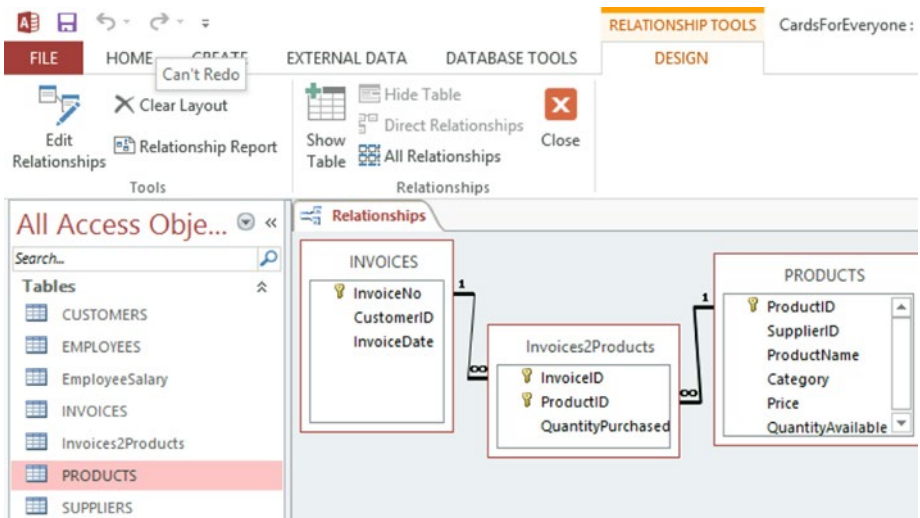 RELATIONSHIP TOOLS CardsForEveryone :
FILE HOME CREATE EXTERNAL DATA DATABASE TOOLS DESIGN
Can't Redo
Edit Relationships
Clear Layout
Relationship Report
Tools
Show Table
Hide Table
Direct Relationships
All Relationships
Close
Relationships
All Access Obje...
Search...
Tables
CUSTOMERS
EMPLOYEES
EmployeeSalary
INVOICES
Invoices2Products
PRODUCTS
SUPPLIERS
Relationships
INVOICES
InvoiceNo
CustomerID
InvoiceDate
1
∞
Invoices2Products
InvoiceID
ProductID
QuantityPurchased
1
∞
PRODUCTS
ProductID
SupplierID
ProductName
Category
Price
QuantityAvailable